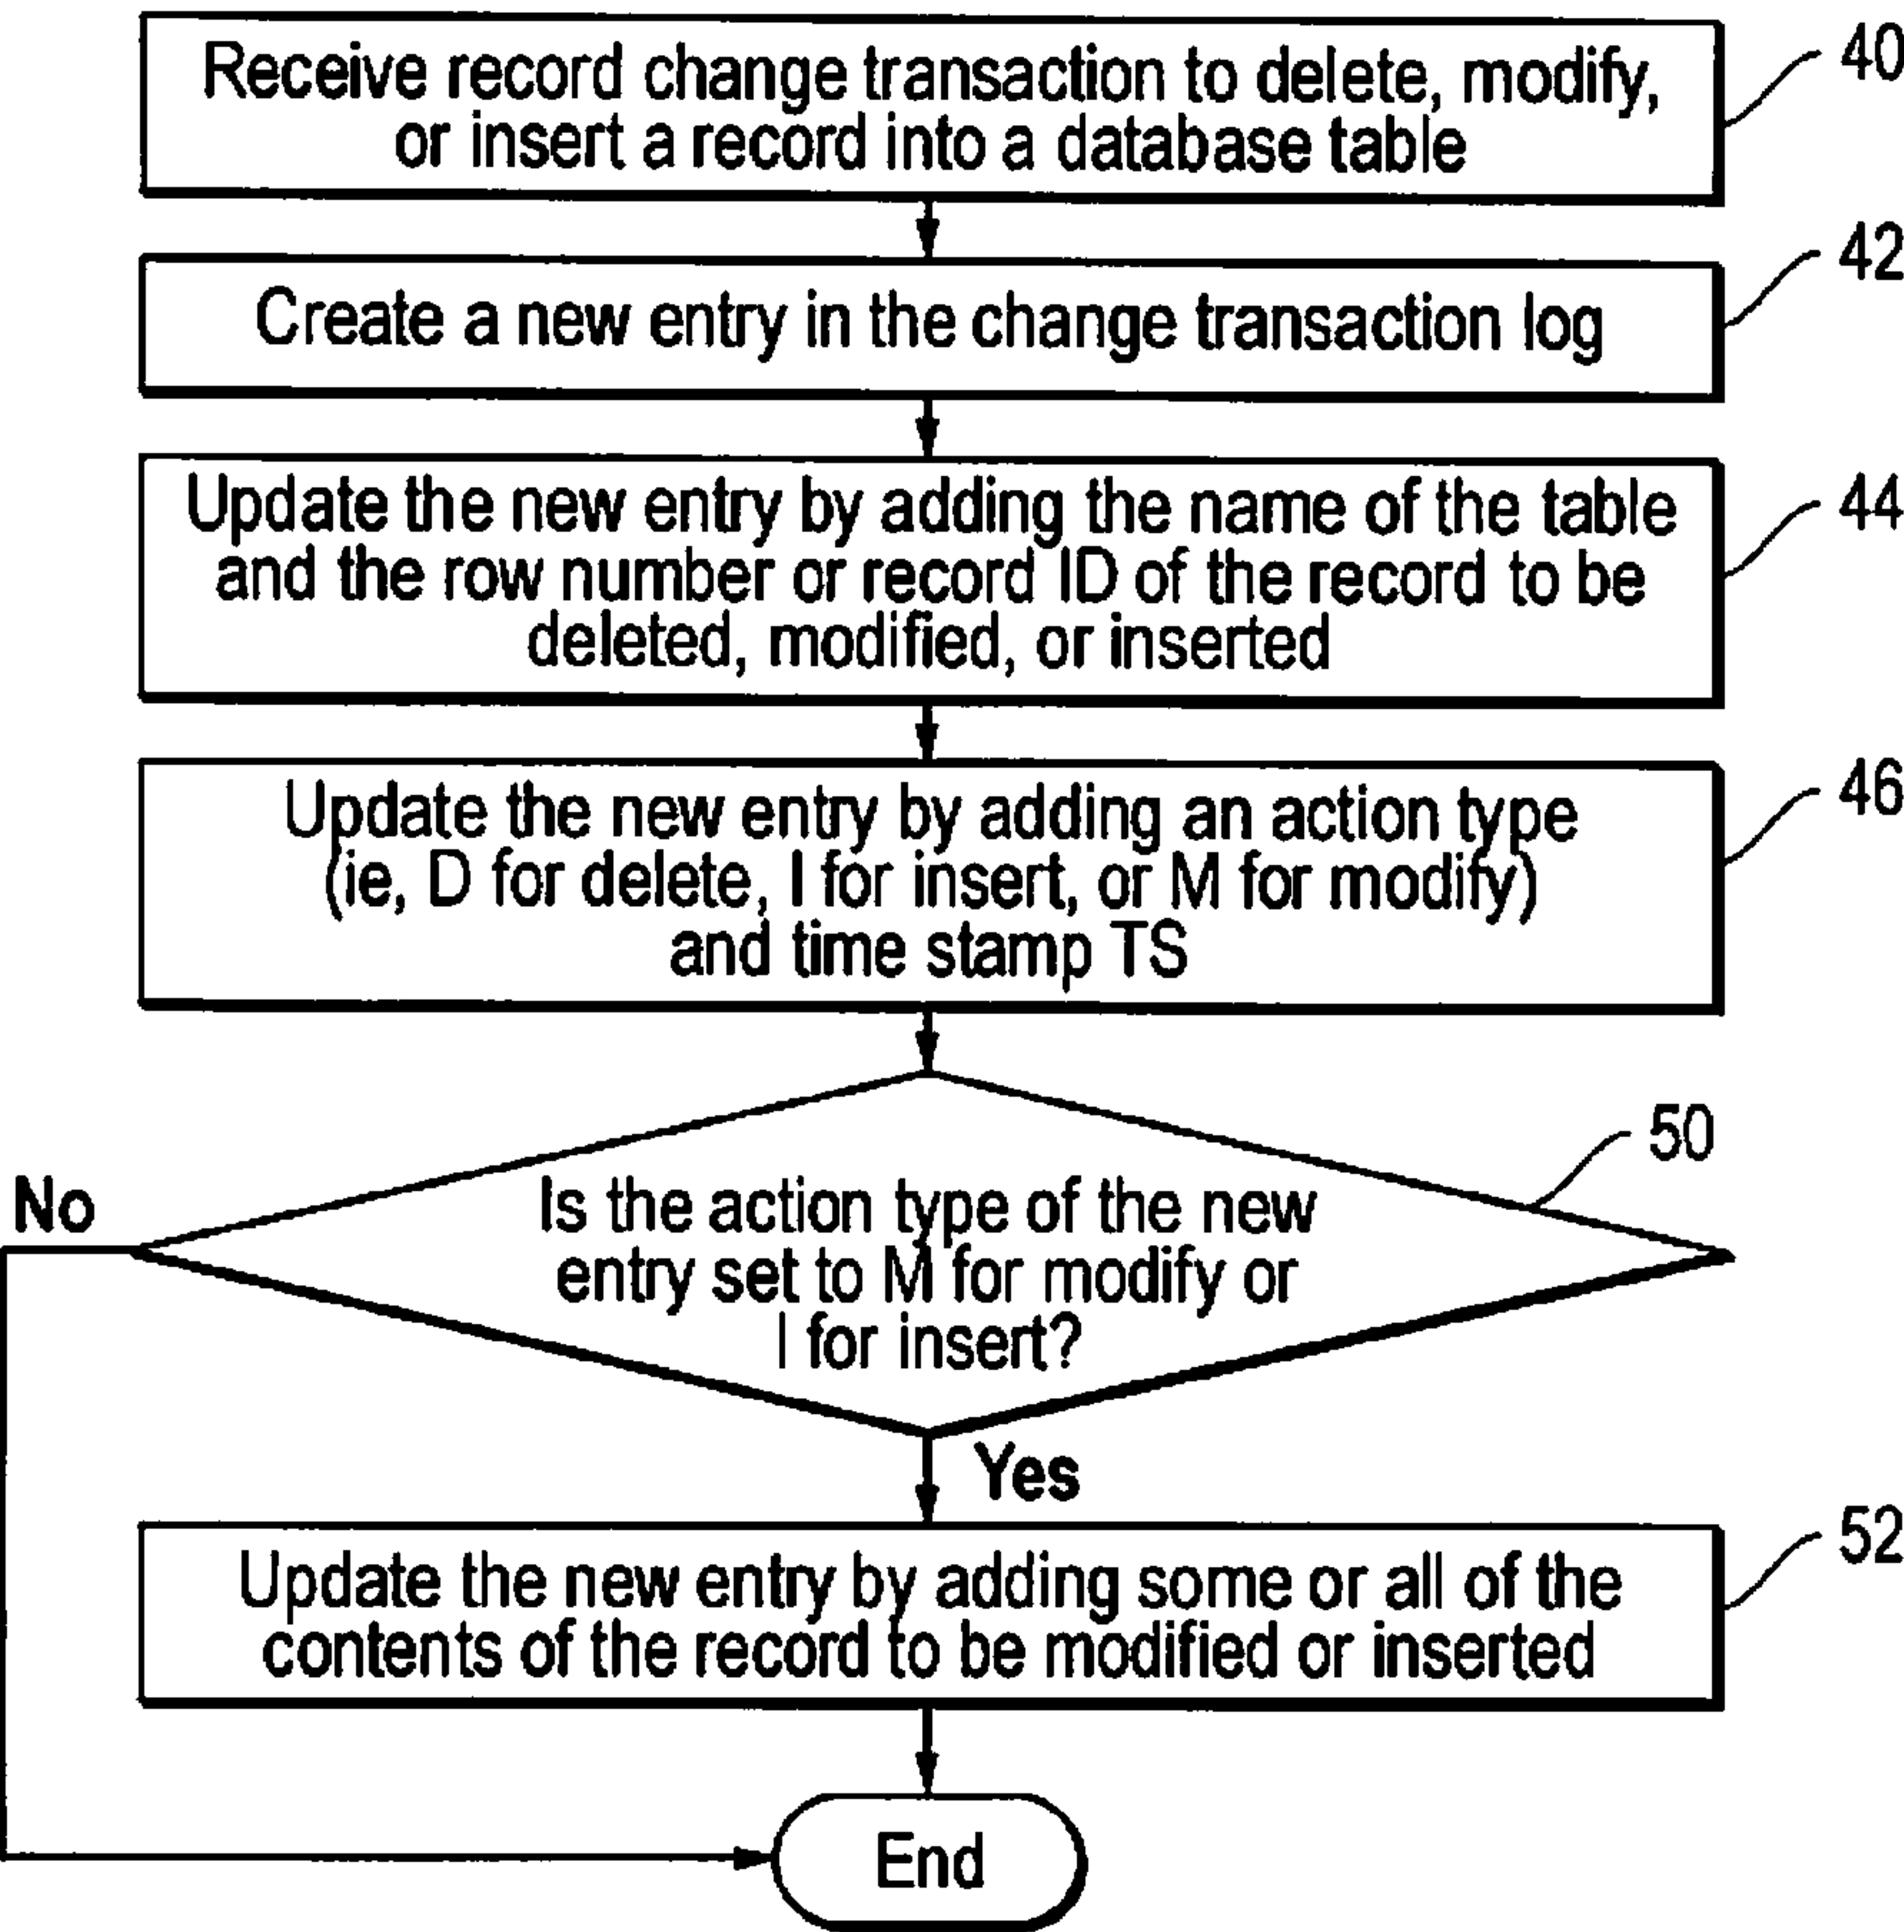 Receive record change transaction to delete, modify,
or insert a record into a database table
40
Create a new entry in the change transaction log
42
Update the new entry by adding the name of the table
and the row number or record ID of the record to be
deleted, modified, or inserted
44
Update the new entry by adding an action type
(ie, D for delete, I for insert, or M for modify)
and time stamp TS
46
Is the action type of the new
entry set to M for modify or
I for insert?
50
No
Yes
Update the new entry by adding some or all of the
contents of the record to be modified or inserted
52
End